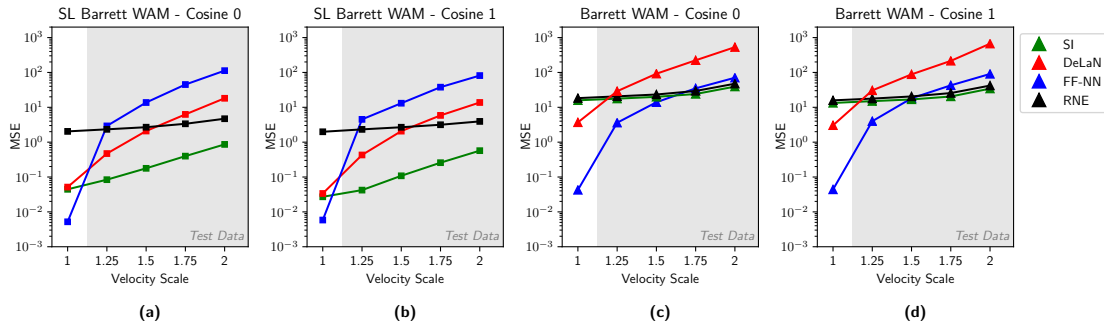 SL Barrett WAM - Cosine 0
10³
10²
10¹
10⁰
10⁻¹
10⁻²
10⁻³
MSE
Test Data
1 1.25 1.5 1.75 2
Velocity Scale
(a)
SL Barrett WAM - Cosine 1
10³
10²
10¹
10⁰
10⁻¹
10⁻²
10⁻³
MSE
Test Data
1 1.25 1.5 1.75 2
Velocity Scale
(b)
Barrett WAM - Cosine 0
10³
10²
10¹
10⁰
10⁻¹
10⁻²
10⁻³
MSE
Test Data
1 1.25 1.5 1.75 2
Velocity Scale
(c)
Barrett WAM - Cosine 1
10³
10²
10¹
10⁰
10⁻¹
10⁻²
10⁻³
MSE
Test Data
1 1.25 1.5 1.75 2
Velocity Scale
(d)
SI
DeLaN
FF-NN
RNE